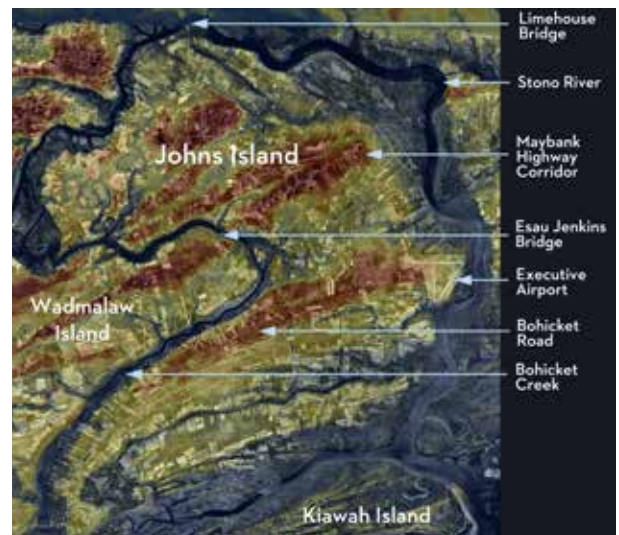 Limehouse
Bridge
Stono River
Johns Island
Maybank
Highway
Corridor
Esau Jenkins
Bridge
Executive
Airport
Wadmalaw
Island
Bohicket
Road
Bohicket
Creek
Kiawah Island